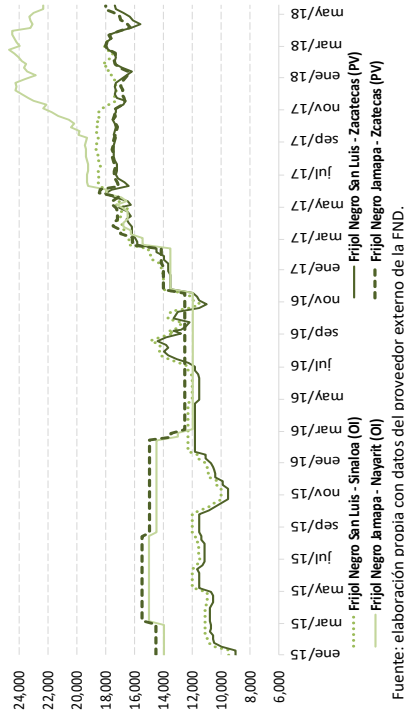 24,000
22,000
20,000
18,000
16,000
14,000
12,000
10,000
8,000
6,000
ene/15
mar/15
may/15
jul/15
sep/15
nov/15
ene/16
mar/16
may/16
jul/16
sep/16
nov/16
ene/17
mar/17
may/17
jul/17
sep/17
nov/17
ene/18
mar/18
may/18
Frijol Negro San Luis - Sinaloa (OI)
Frijol Negro San Luis - Zacatecas (PV)
Frijol Negro Jamapa - Nayarit (OI)
Frijol Negro Jamapa - Zcatecas (PV)
Fuente: elaboración propia con datos del proveedor externo de la FND.